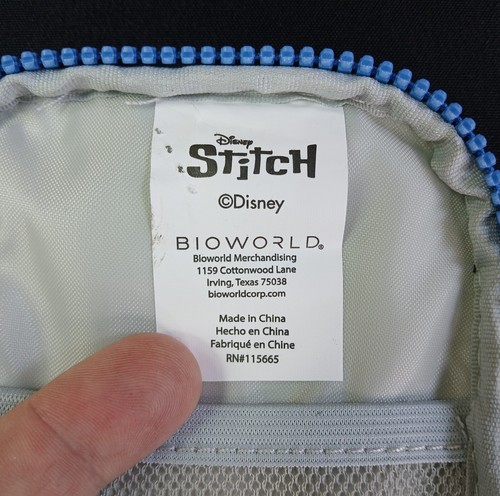 Disney
Stitch
©Disney
BIOWORLD®
Bioworld Merchandising
1159 Cottonwood Lane
Irving, Texas 75038
bioworldcorp.com
Made in China
Hecho en China
Fabriqué en Chine
RN#115665